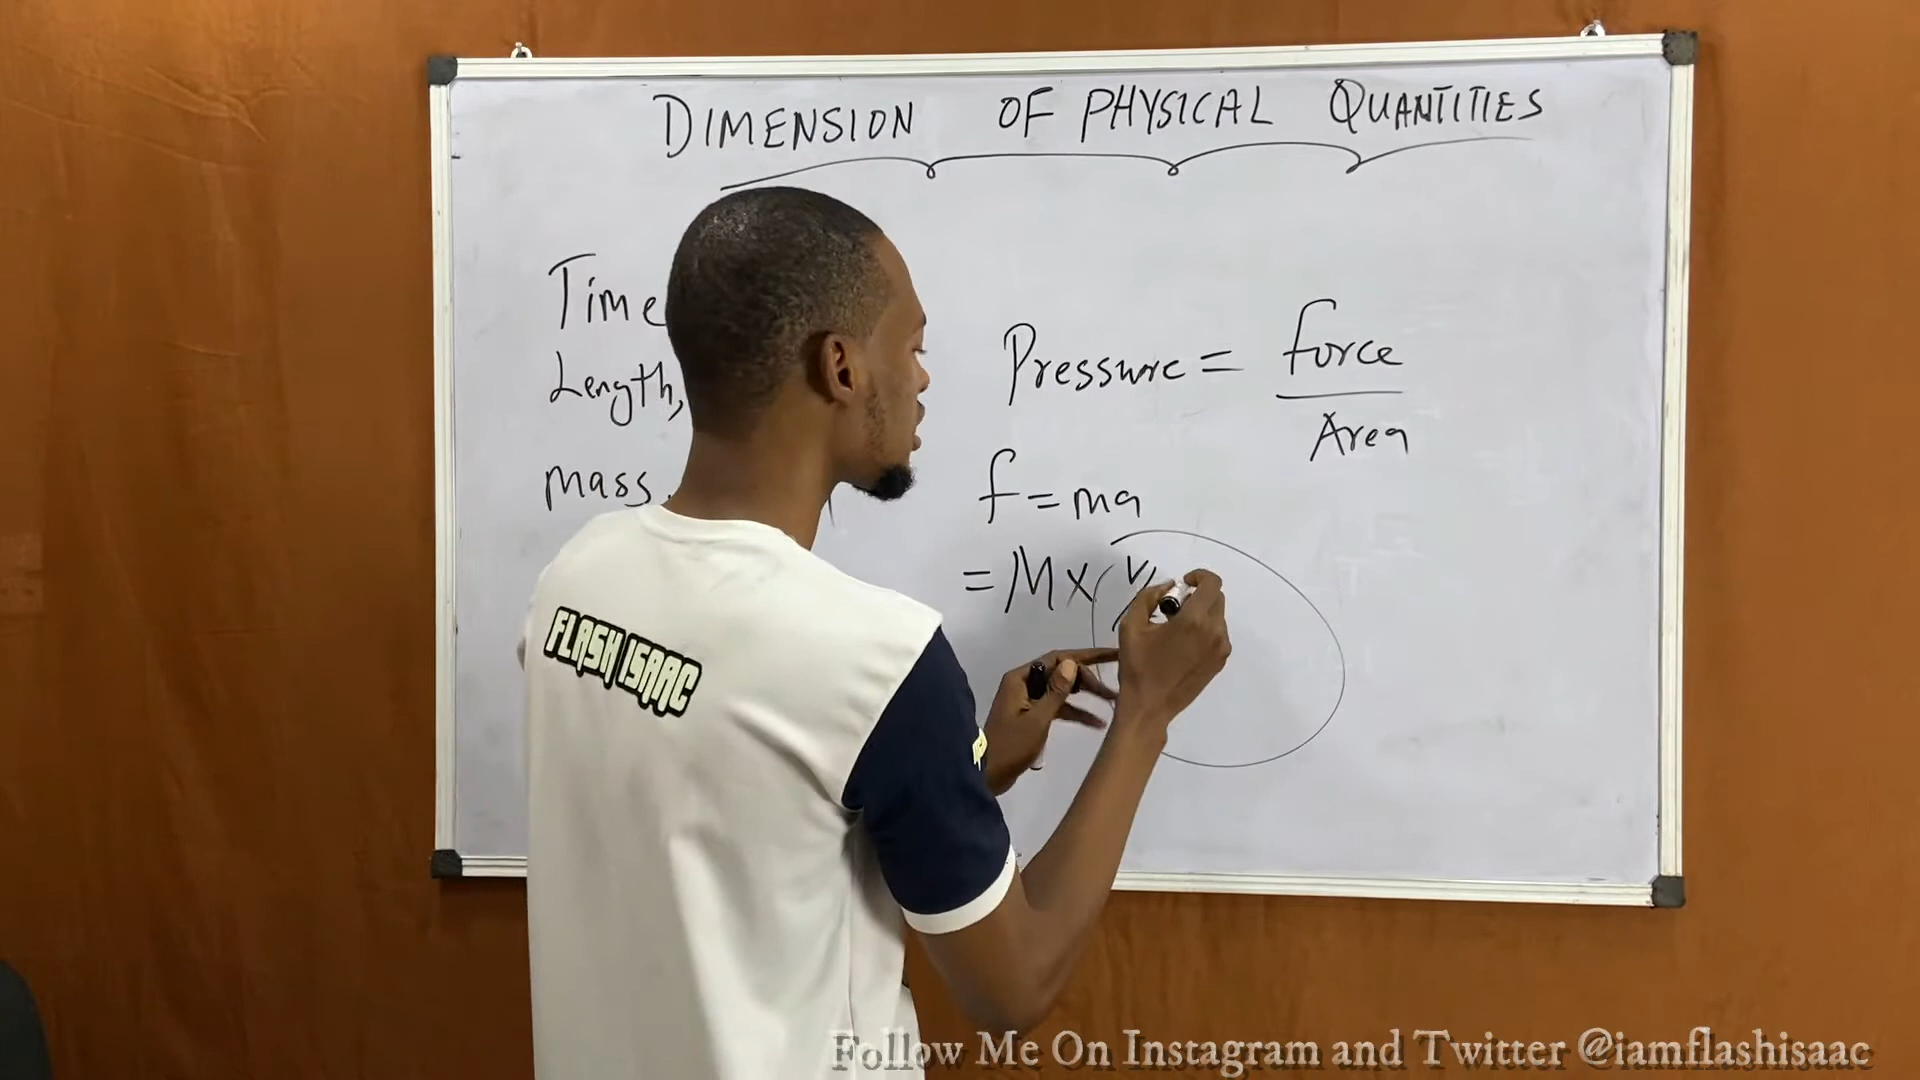 DIMENSION OF PHYSICAL QUANTITIES
Time
Length,
mass,
Pressure = force
Area
f = ma
= M x V/
FLASH ISAAC
Follow Me On Instagram and Twitter @iamflashisaac